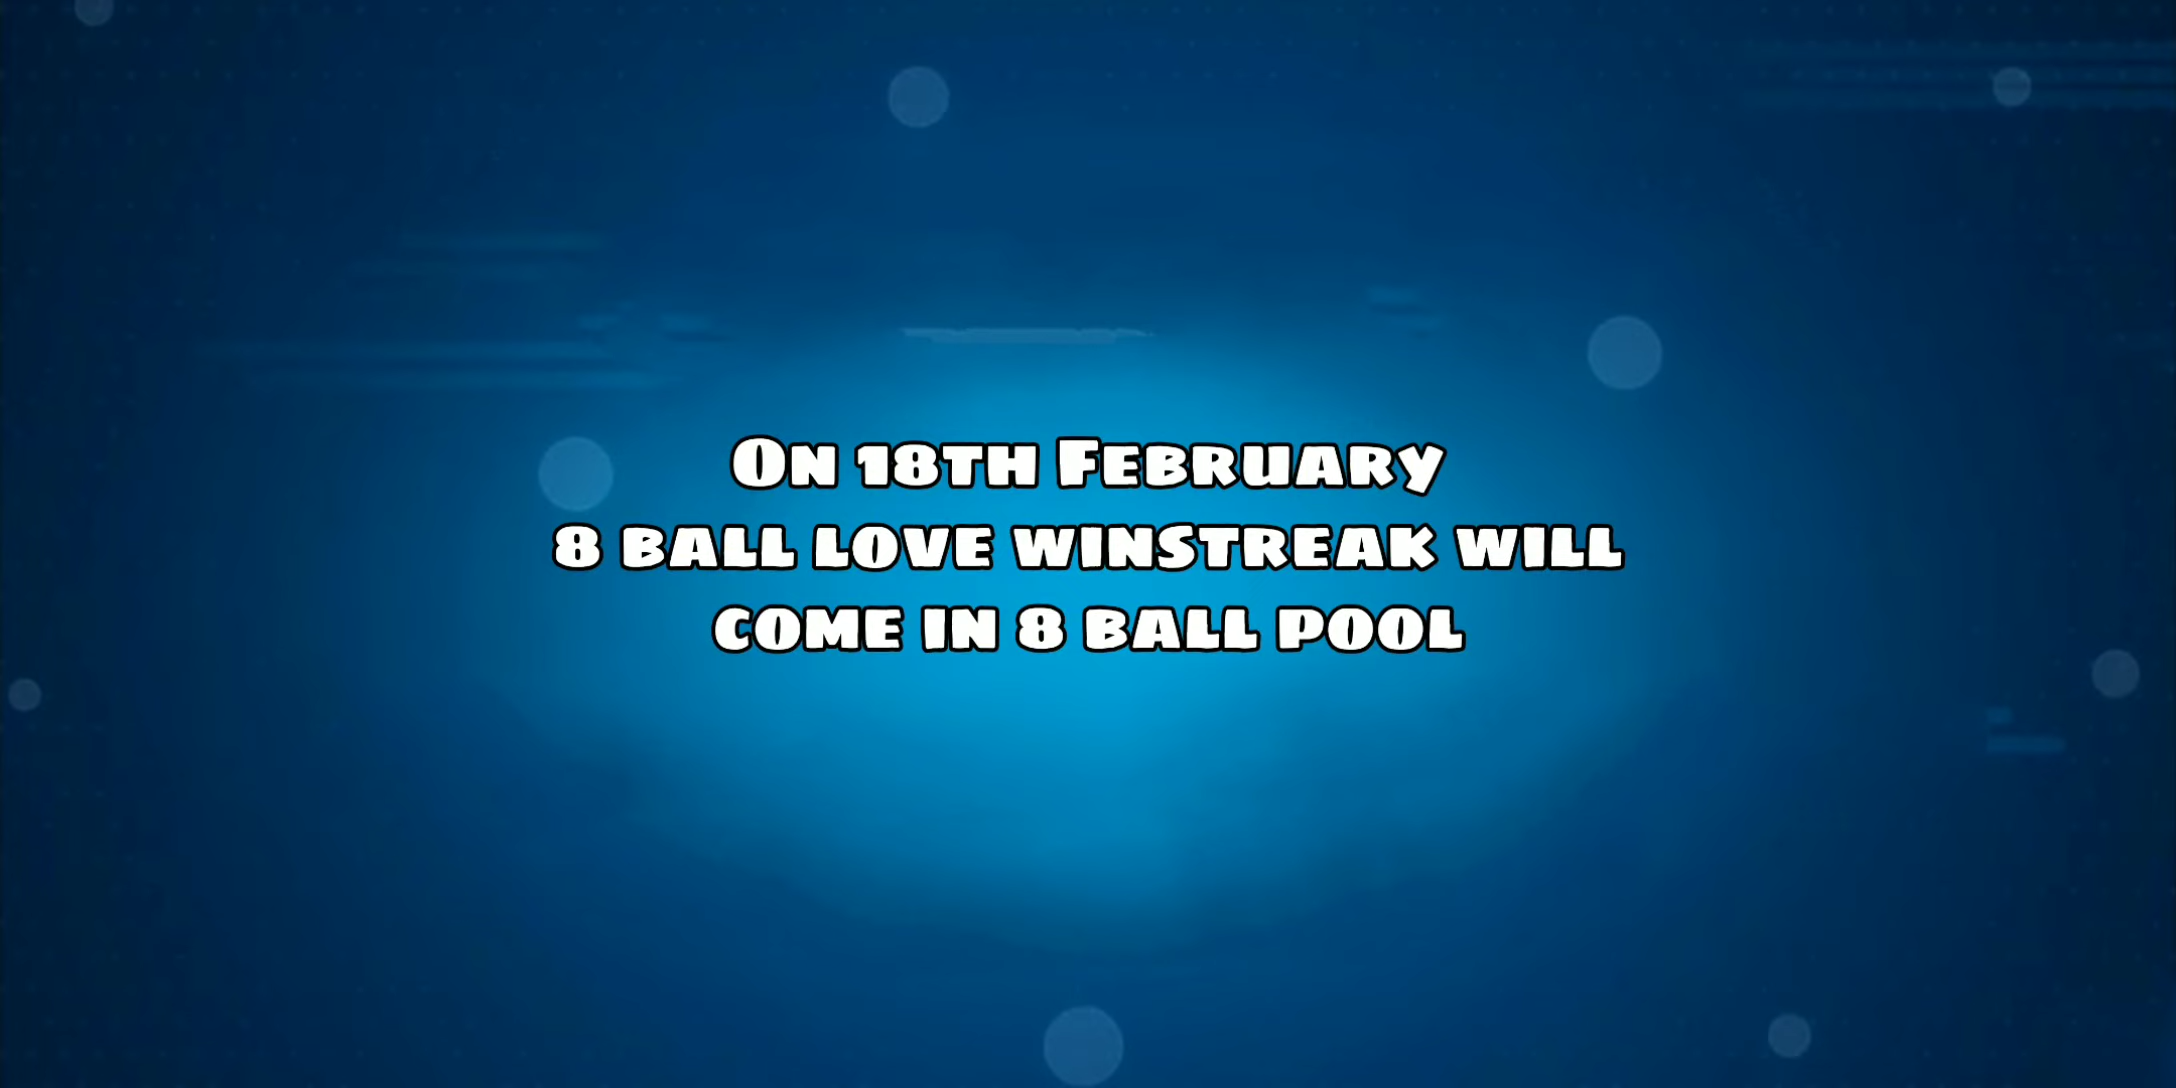 On 18th February
8 ball love winstreak will
come in 8 ball pool